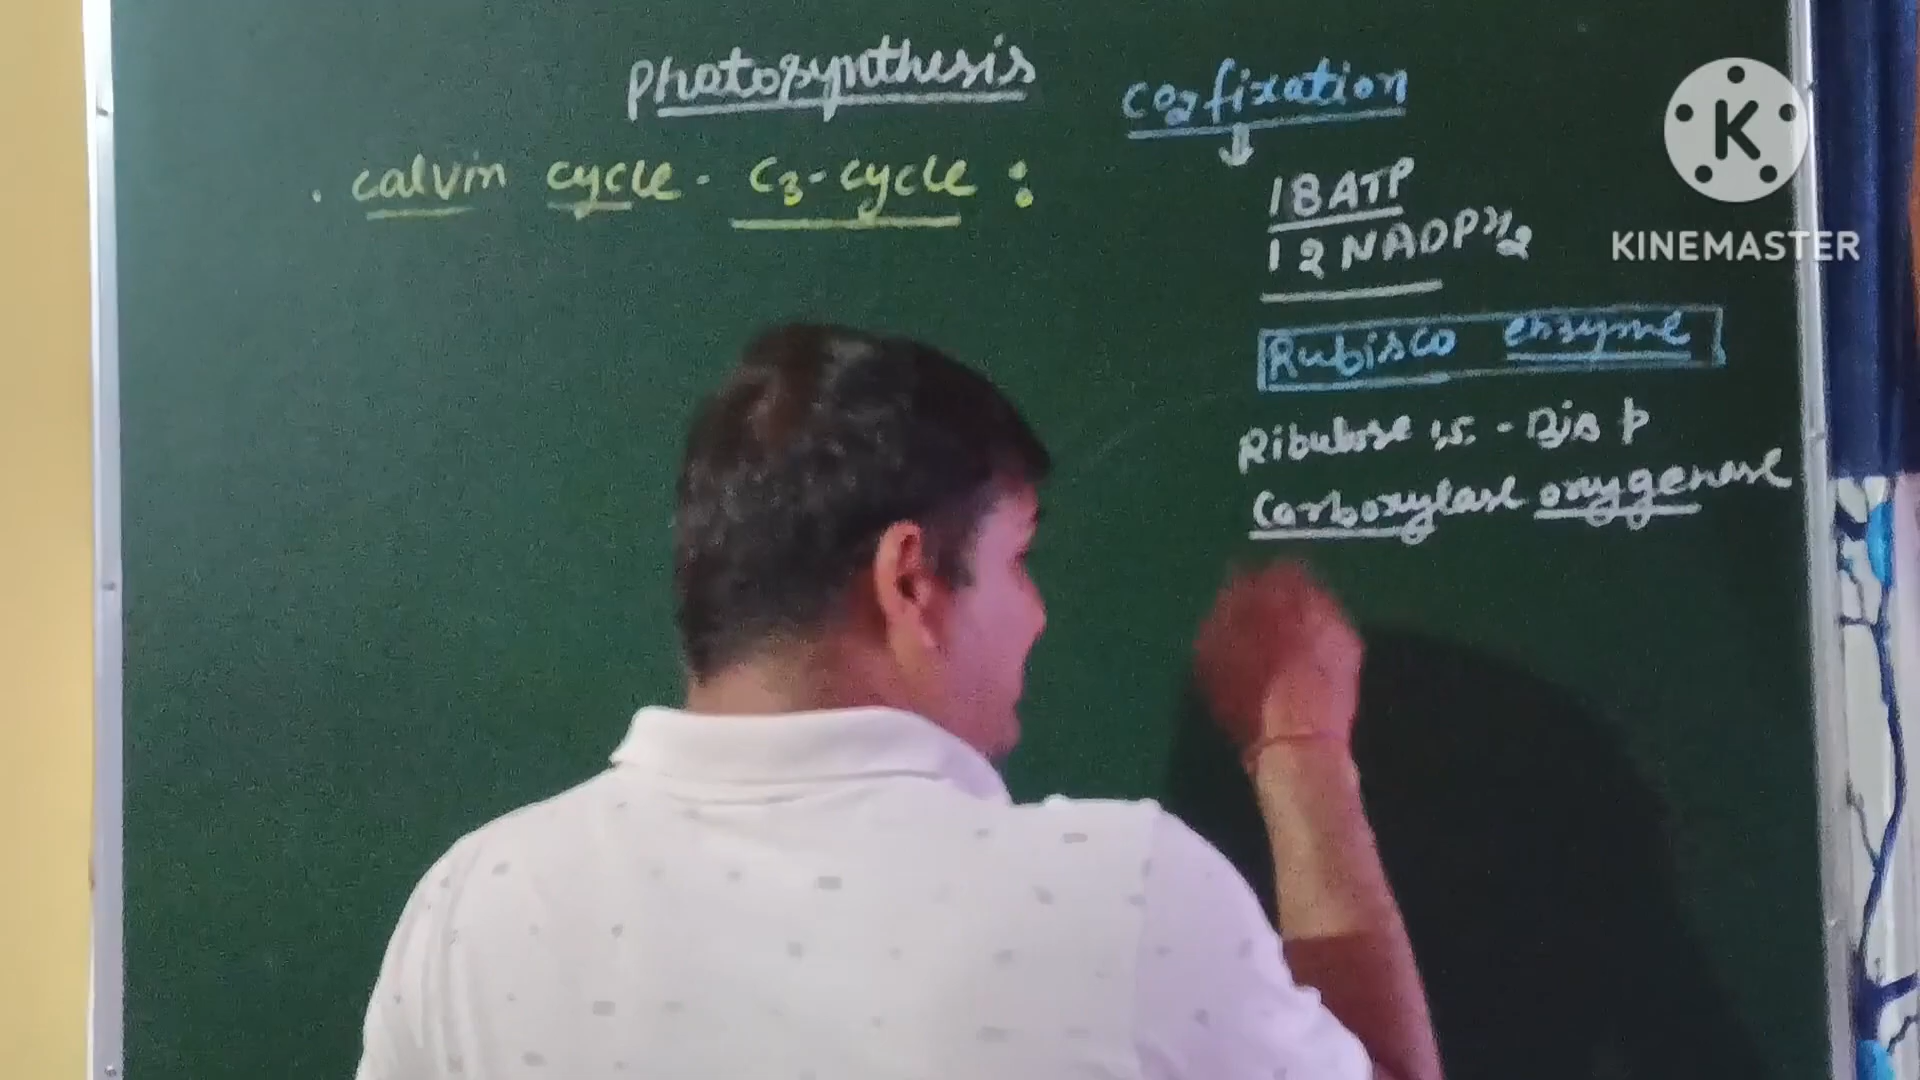 Photosynthesis
CO2 fixation
. calvin cycle - C3-cycle :
18ATP
12NADPH2
Rubisco enzyme
Ribulose 1,5 - Bis p
Carboxylase oxygenase
K
KINEMASTER